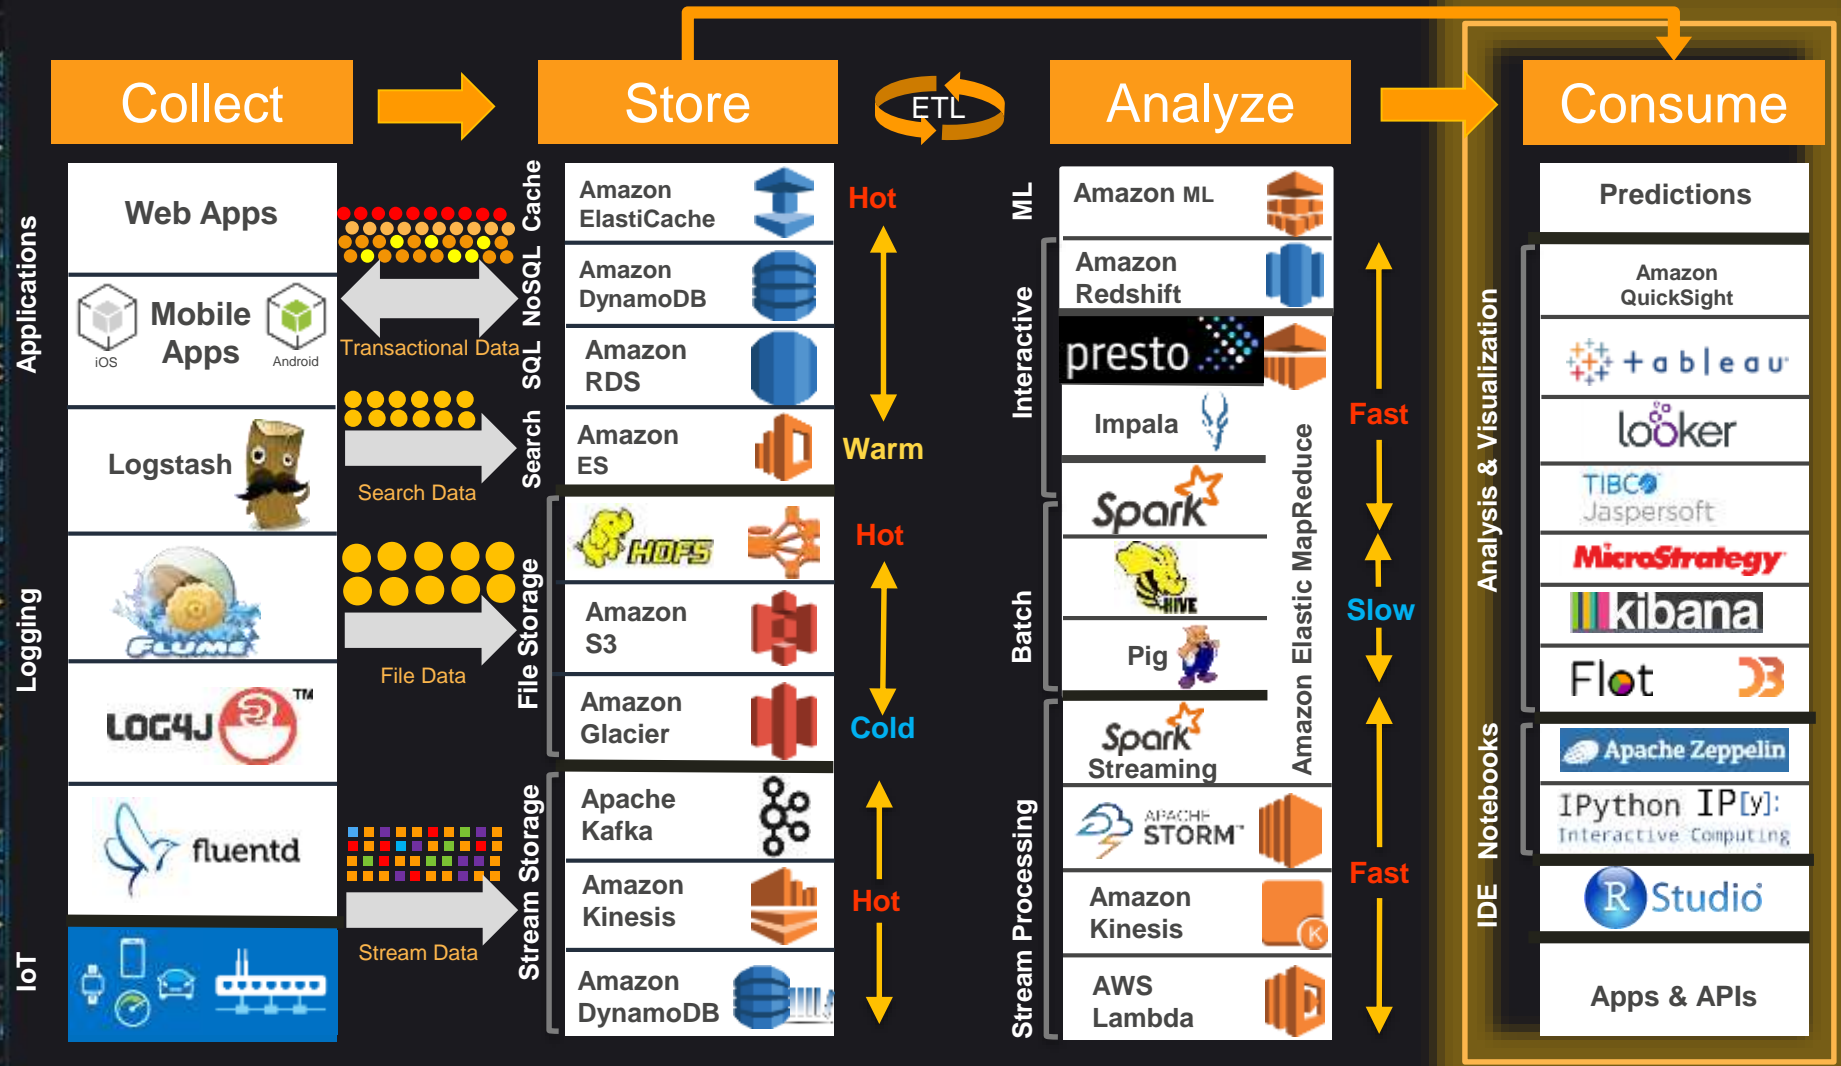 Collect
Store
ETL
Analyze
Consume
Applications
Logging
IoT
Web Apps
Mobile
Apps
iOS
Android
Logstash
FLUME
LOG4J
TM
fluentd
Transactional Data
Search Data
File Data
Stream Data
Cache
NoSQL
SQL
Search
File Storage
Stream Storage
Amazon
ElastiCache
Amazon
DynamoDB
Amazon
RDS
Amazon
ES
HDFS
Amazon
S3
Amazon
Glacier
Apache
Kafka
Amazon
Kinesis
Amazon
DynamoDB
Hot
Warm
Hot
Cold
Hot
ML
Interactive
Batch
Stream Processing
Amazon ML
Amazon
Redshift
presto
Impala
Spark
HIVE
Pig
Amazon Elastic MapReduce
Spark
Streaming
APACHE
STORM™
Amazon
Kinesis
K
AWS
Lambda
Fast
Slow
Fast
Analysis & Visualization
Notebooks
IDE
Predictions
Amazon
QuickSight
+ableau
looker
TIBCO
Jaspersoft
MicroStrategy
kibana
Flot
D3
Apache Zeppelin
IPython IP[y]:
Interactive Computing
R Studio
Apps & APIs